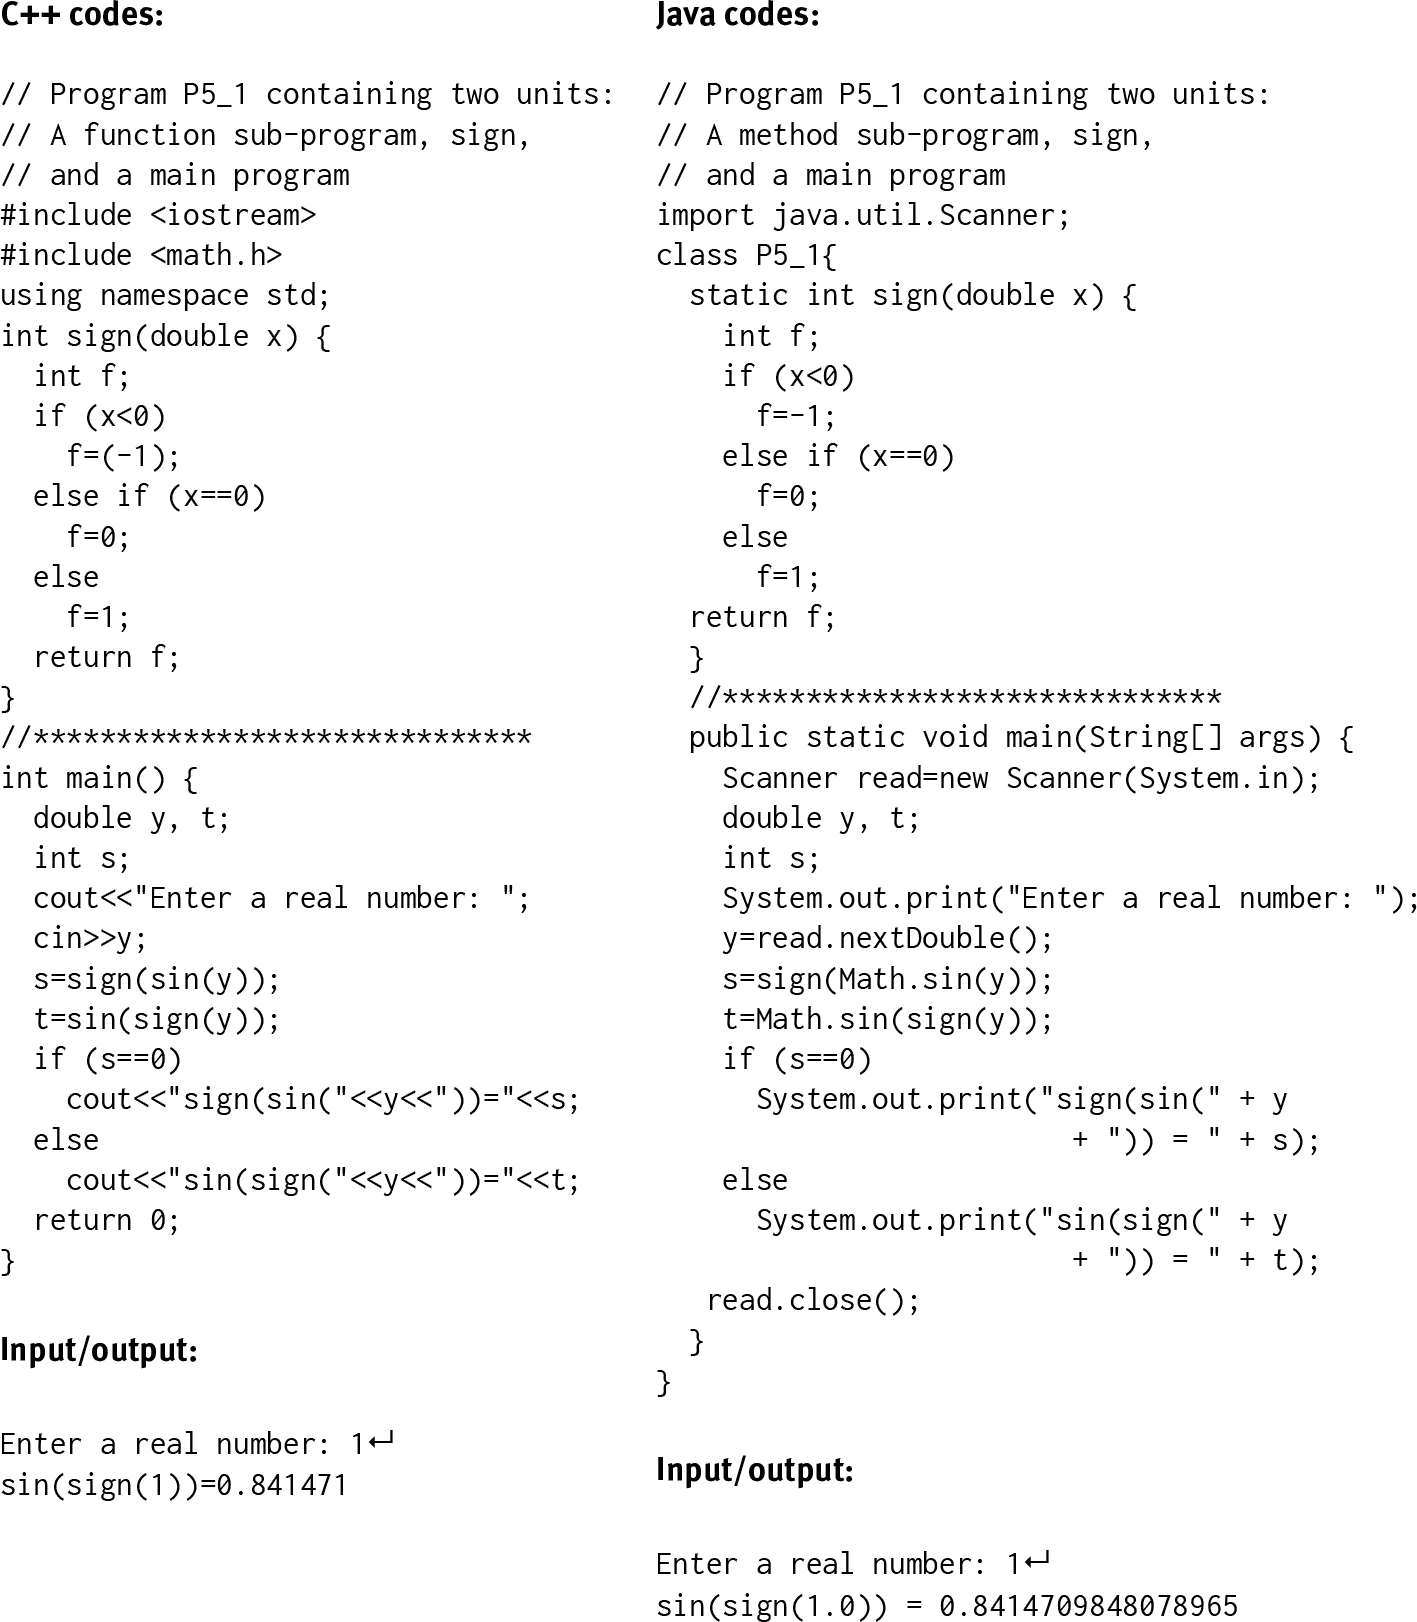 C++ codes:

// Program P5_1 containing two units:
// A function sub-program, sign,
// and a main program
#include <iostream>
#include <math.h>
using namespace std;
int sign(double x) {
  int f;
  if (x<0)
    f=(-1);
  else if (x==0)
    f=0;
  else
    f=1;
  return f;
}
//******************************
int main() {
  double y, t;
  int s;
  cout<<"Enter a real number: ";
  cin>>y;
  s=sign(sin(y));
  t=sin(sign(y));
  if (s==0)
    cout<<"sign(sin("<<y<<"))="<<s;
  else
    cout<<"sin(sign("<<y<<"))="<<t;
  return 0;
}

Input/output:

Enter a real number: 1↵
sin(sign(1))=0.841471

Java codes:

// Program P5_1 containing two units:
// A method sub-program, sign,
// and a main program
import java.util.Scanner;
class P5_1{
  static int sign(double x) {
    int f;
    if (x<0)
      f=-1;
    else if (x==0)
      f=0;
    else
      f=1;
  return f;
  }
  //******************************
  public static void main(String[] args) {
    Scanner read=new Scanner(System.in);
    double y, t;
    int s;
    System.out.print("Enter a real number: ");
    y=read.nextDouble();
    s=sign(Math.sin(y));
    t=Math.sin(sign(y));
    if (s==0)
      System.out.print("sign(sin(" + y
                         + ")) = " + s);
    else
      System.out.print("sin(sign(" + y
                         + ")) = " + t);
   read.close();
  }
}

Input/output:

Enter a real number: 1↵
sin(sign(1.0)) = 0.8414709848078965